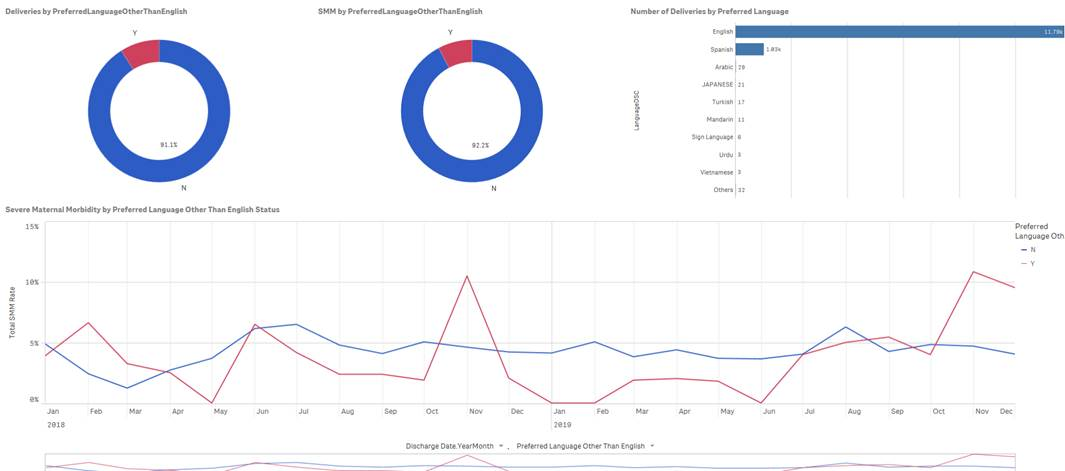 Deliveries by PreferredLanguageOtherThanEnglish
Y
91.1%
N
SMM by PreferredLanguageOtherThanEnglish
Y
92.2%
N
Number of Deliveries by Preferred Language
LanguageDSC
English 11.79k
Spanish 1.03k
Arabic 29
JAPANESE 21
Turkish 17
Mandarin 11
Sign Language 6
Urdu
Vietnamese 3
Others 32
Severe Maternal Morbidity by Preferred Language Other Than English Status
Total SMM Rate
15%
10%
5%
0%
Jan Feb Mar Apr May Jun Jul Aug Sep Oct Nov Dec Jan Feb Mar Apr May Jun Jul Aug Sep Oct Nov Dec
2018 2019
Preferred
Language Oth
N
Y
Discharge Date.YearMonth , Preferred Language Other Than English